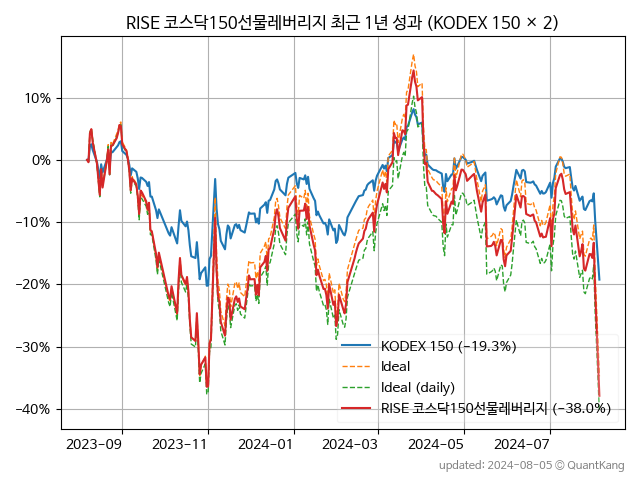 RISE 코스닥150선물레버리지 최근 1년 성과 (KODEX 150 × 2)
10%
0%
−10%
−20%
−30%
−40%
KODEX 150 (−19.3%)
Ideal
Ideal (daily)
RISE 코스닥150선물레버리지 (−38.0%)
2023-09 2023-11 2024-01 2024-03 2024-05 2024-07
updated: 2024-08-05 © QuantKang